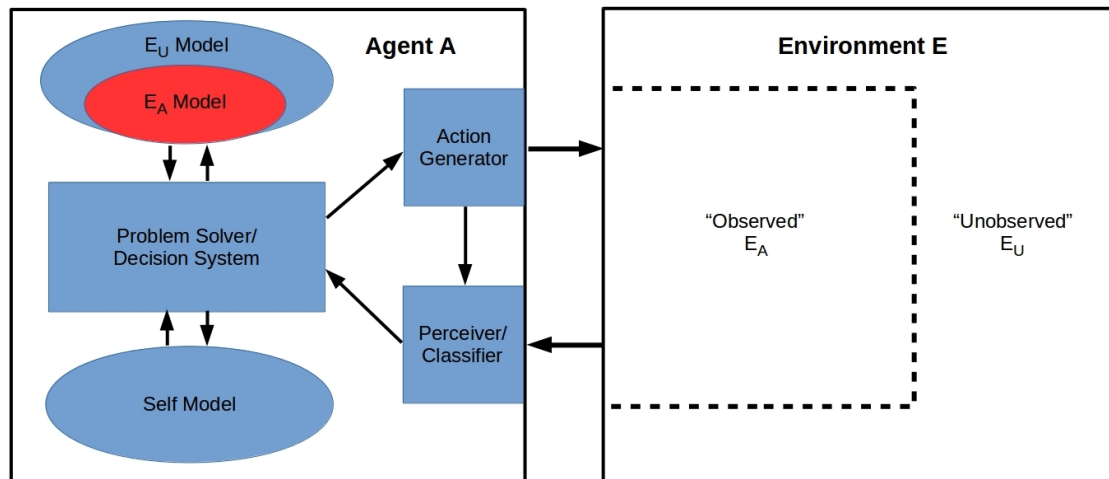 E_U Model
E_A Model
Agent A
Action
Generator
Problem Solver/
Decision System
Perceiver/
Classifier
Self Model
Environment E
“Observed”
E_A
“Unobserved”
E_U